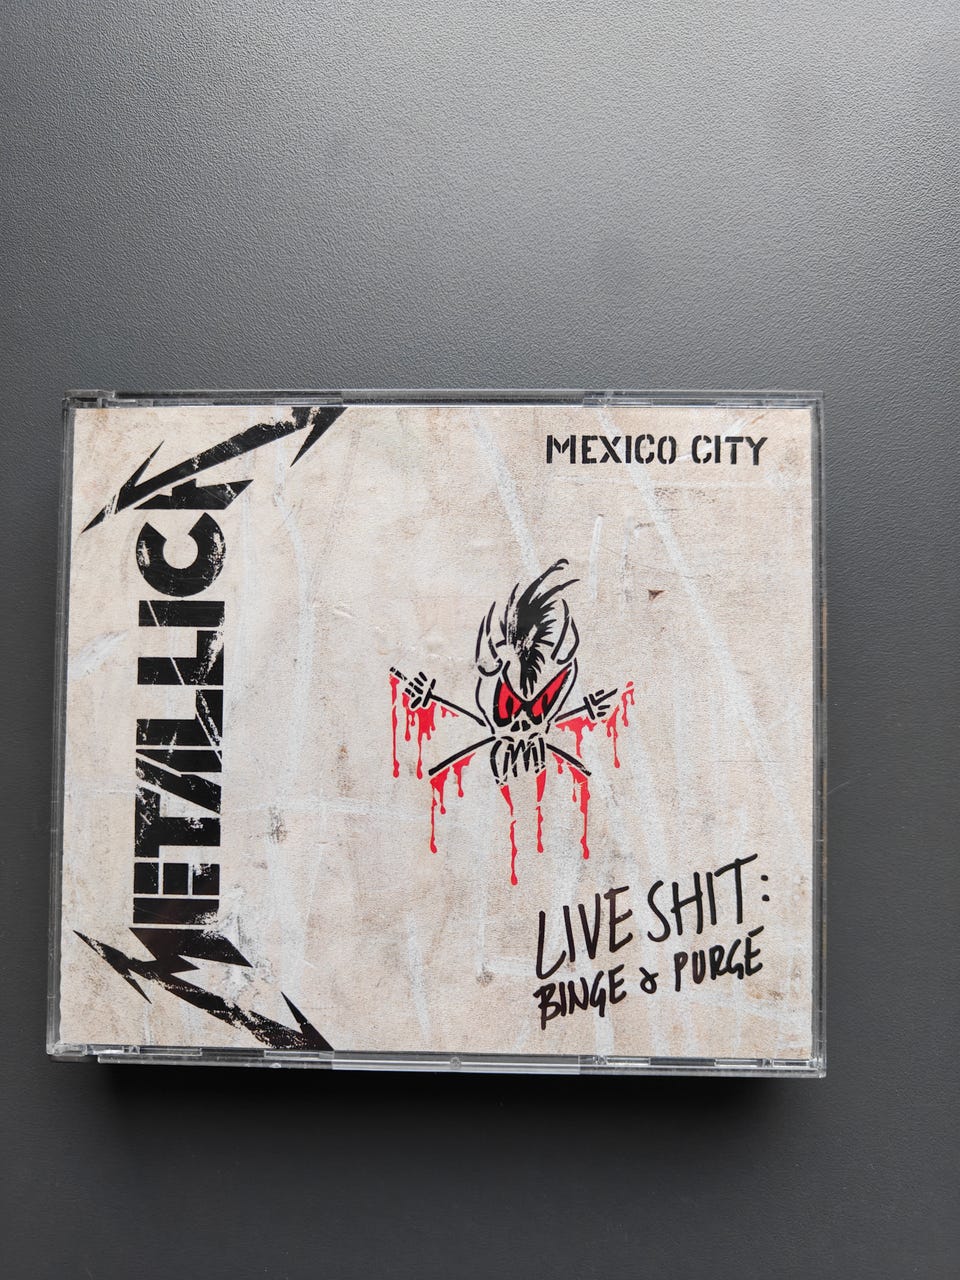 METALLICA
MEXICO CITY
LIVE SHIT:
BINGE & PURGE